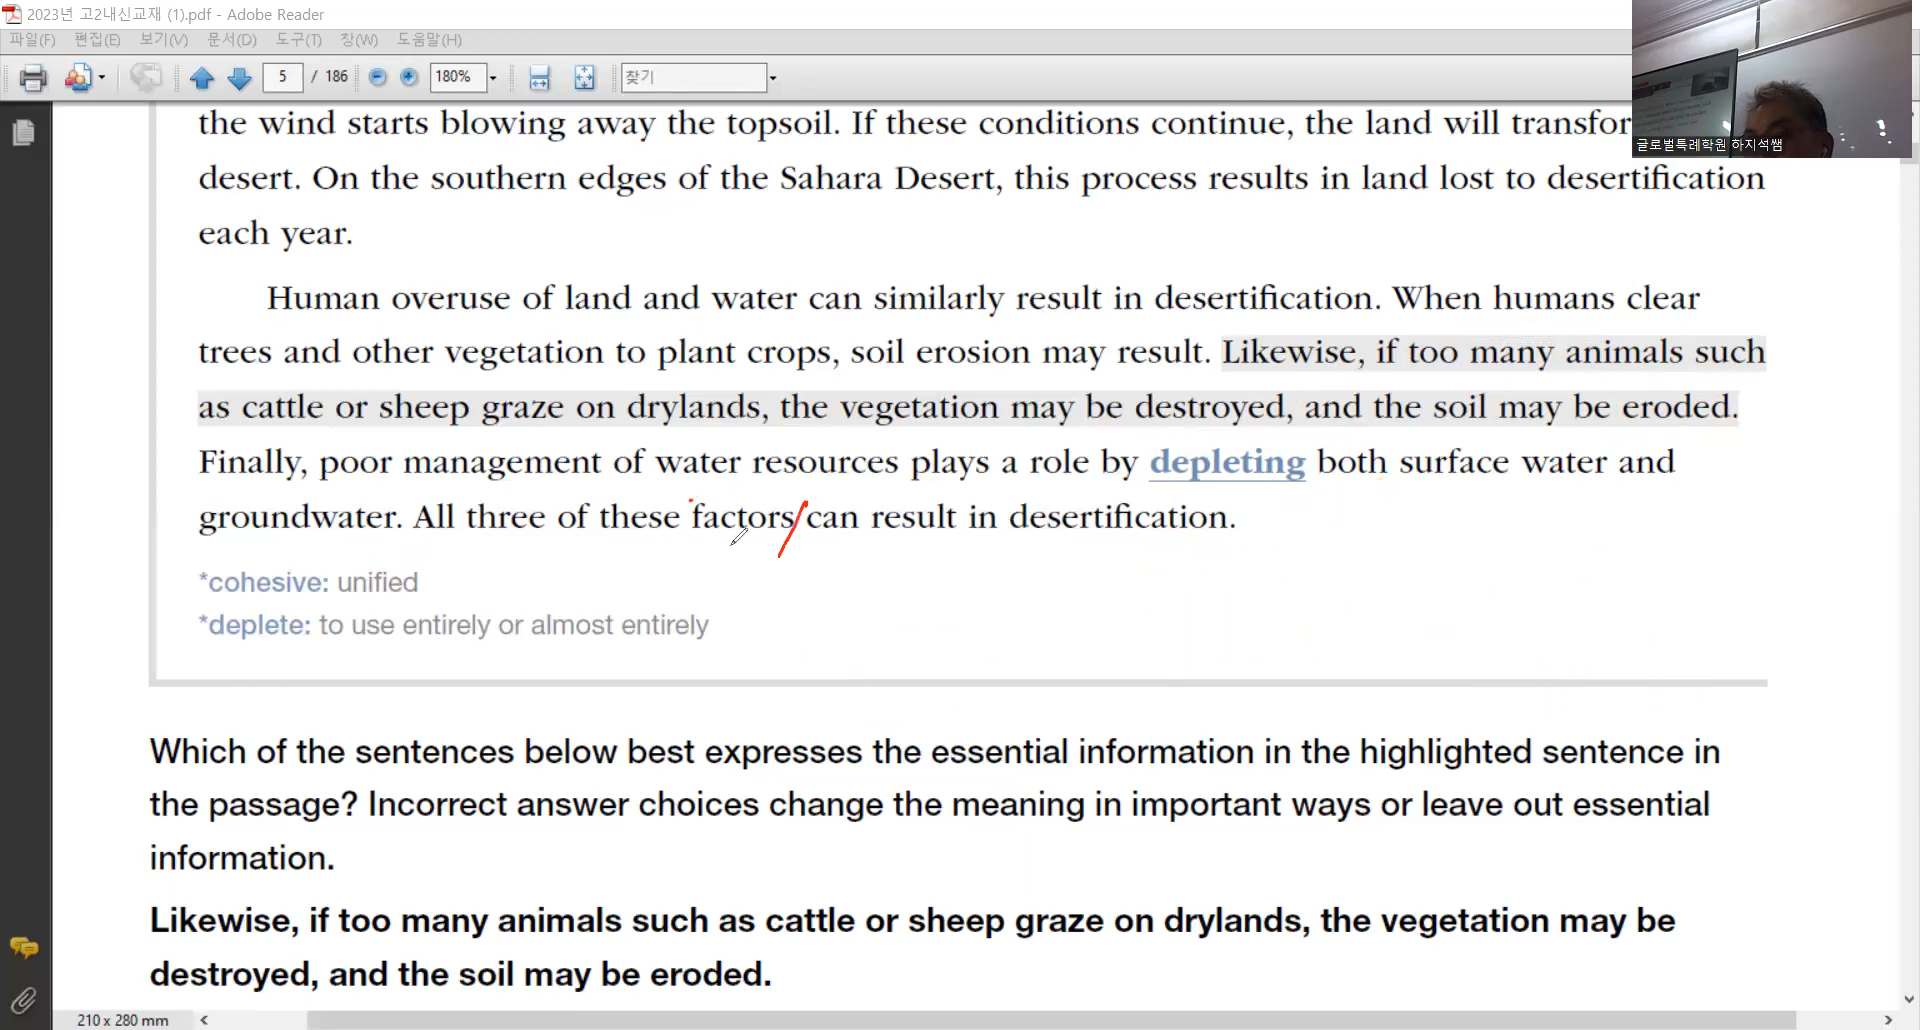 2023년 고2내신교재 (1).pdf - Adobe Reader
파일(F) 편집(E) 보기(V) 문서(D) 도구(T) 창(W) 도움말(H)
5 / 186 180% 찾기
글로벌특례학원 하지석쌤
the wind starts blowing away the topsoil. If these conditions continue, the land will transfor
desert. On the southern edges of the Sahara Desert, this process results in land lost to desertification
each year.
Human overuse of land and water can similarly result in desertification. When humans clear
trees and other vegetation to plant crops, soil erosion may result. Likewise, if too many animals such
as cattle or sheep graze on drylands, the vegetation may be destroyed, and the soil may be eroded.
Finally, poor management of water resources plays a role by depleting both surface water and
groundwater. All three of these factors can result in desertification.
*cohesive: unified
*deplete: to use entirely or almost entirely
Which of the sentences below best expresses the essential information in the highlighted sentence in
the passage? Incorrect answer choices change the meaning in important ways or leave out essential
information.
Likewise, if too many animals such as cattle or sheep graze on drylands, the vegetation may be
destroyed, and the soil may be eroded.
210 x 280 mm